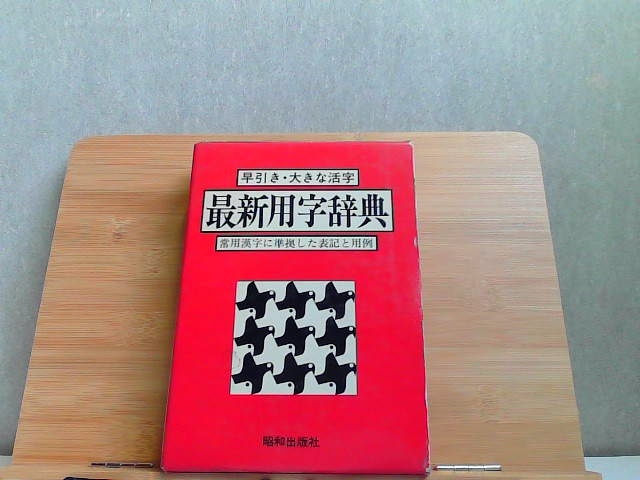 早引き・大きな活字
最新用字辞典
常用漢字に準拠した表記と用例
昭和出版社